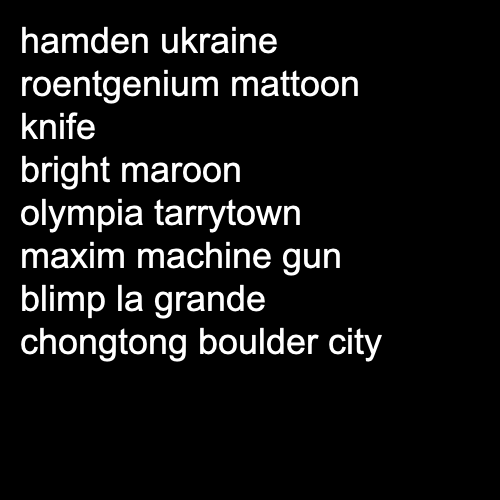 hamden ukraine
roentgenium mattoon
knife
bright maroon
olympia tarrytown
maxim machine gun
blimp la grande
chongtong boulder city